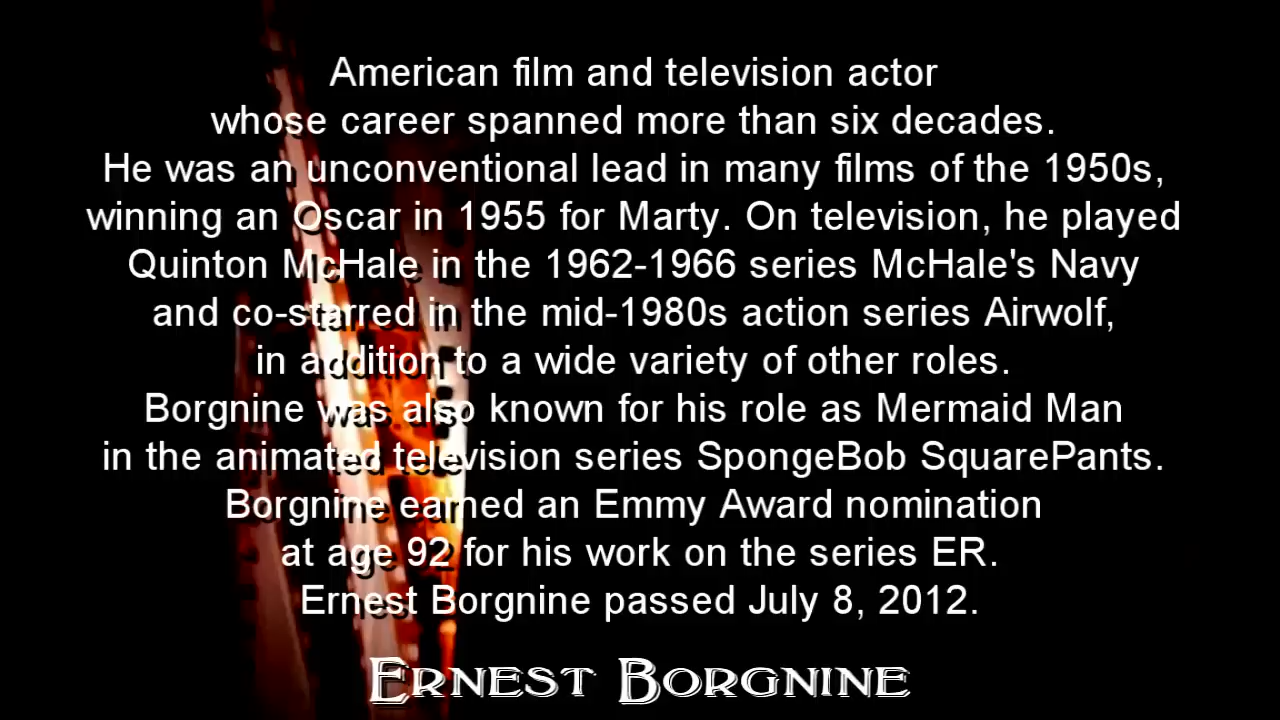 American film and television actor
whose career spanned more than six decades.
He was an unconventional lead in many films of the 1950s,
winning an Oscar in 1955 for Marty. On television, he played
Quinton McHale in the 1962-1966 series McHale's Navy
and co-starred in the mid-1980s action series Airwolf,
in addition to a wide variety of other roles.
Borgnine was also known for his role as Mermaid Man
in the animated television series SpongeBob SquarePants.
Borgnine earned an Emmy Award nomination
at age 92 for his work on the series ER.
Ernest Borgnine passed July 8, 2012.
Ernest Borgnine